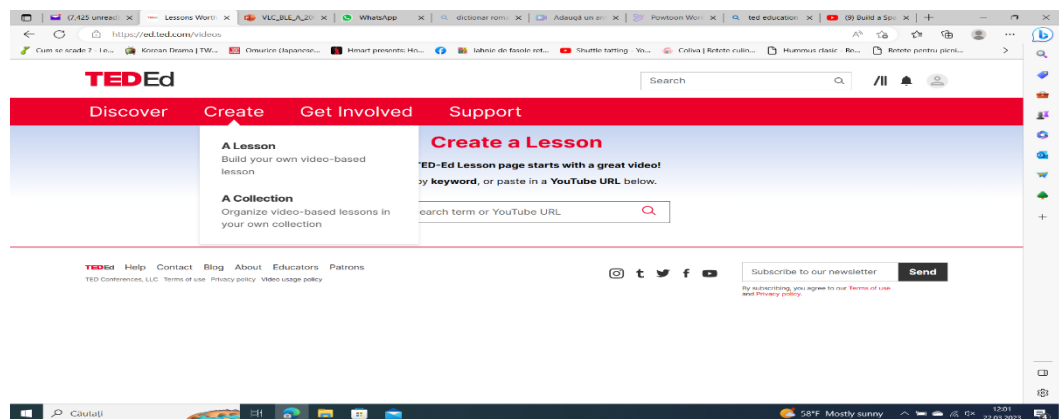 (7,425 unread)
Lessons Worth
VLC_BLE_A_20
WhatsApp
dictionar rom
Adaugă un art
Powtoon Work
ted education
(9) Build a Spe
https://ed.ted.com/videos
Cum se scade ? - Le...
Korean Drama | TW...
Omurice (Japanese...
Hmart presents: Ho...
Iahnie de fasole ret...
Shuttle tatting - Yo...
Coliva | Retete culin...
Hummus clasic - Re...
Retete pentru picni...
TEDEd
Search
Discover Create Get Involved Support
Create a Lesson
A Lesson
Build your own video-based
lesson
TED-Ed Lesson page starts with a great video!
by keyword, or paste in a YouTube URL below.
A Collection
Organize video-based lessons in
your own collection
earch term or YouTube URL
TEDEd Help Contact Blog About Educators Patrons
TED Conferences, LLC Terms of use Privacy policy Video usage policy
Subscribe to our newsletter
Send
By subscribing, you agree to our Terms of use
and Privacy policy.
Căutați
58°F Mostly sunny
12:01
22.03.2023